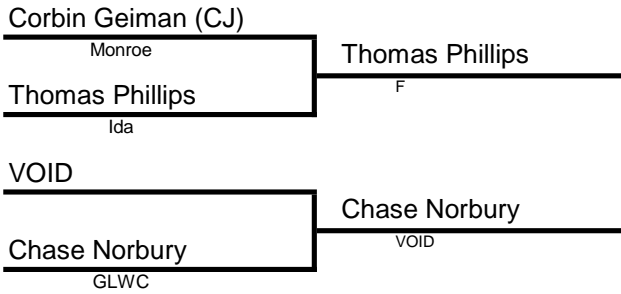 Corbin Geiman (CJ)
Monroe
Thomas Phillips
Ida
Thomas Phillips
F
VOID
Chase Norbury
GLWC
Chase Norbury
VOID